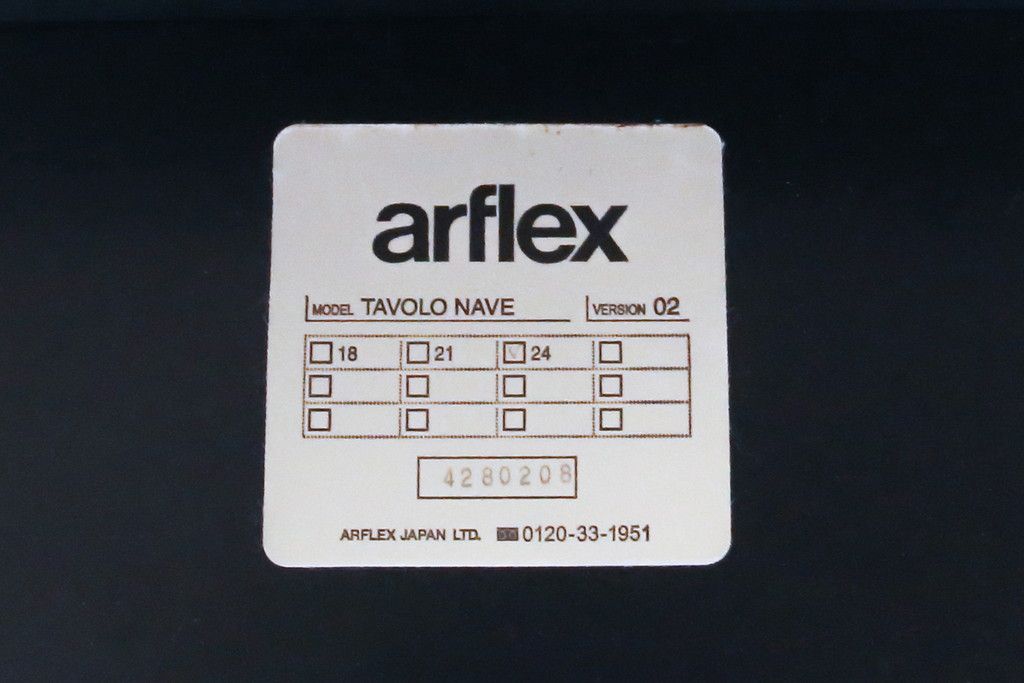 arflex
MODEL TAVOLO NAVE VERSION 02
18 21 24
4280208
ARFLEX JAPAN LTD. 0120-33-1951